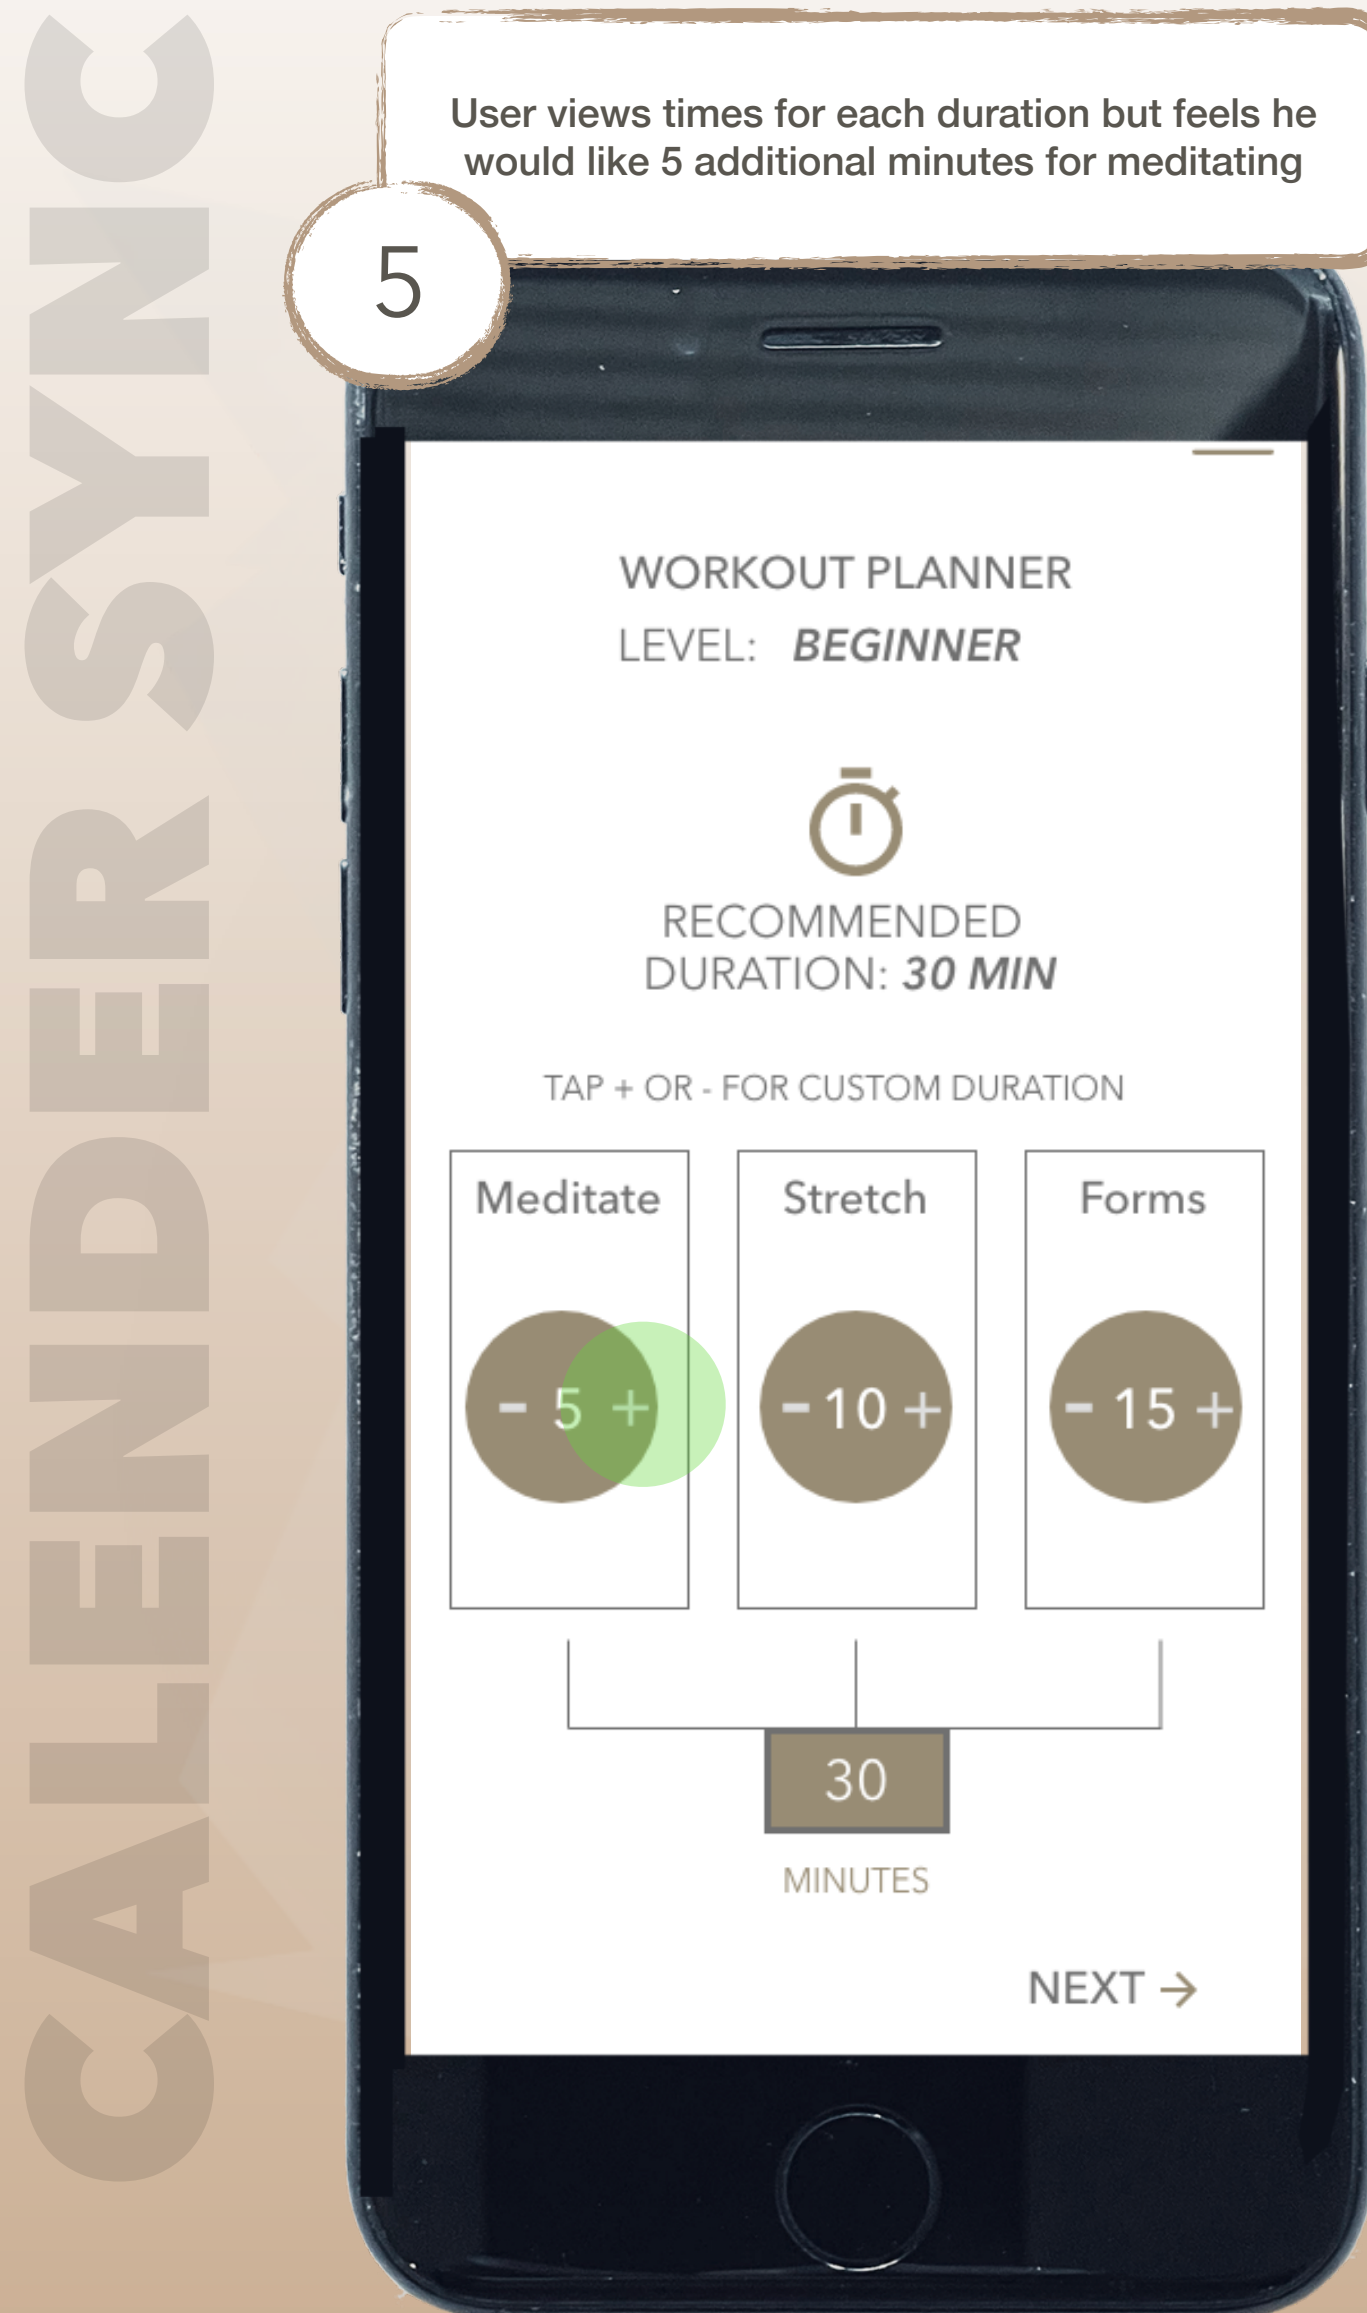 CALENDER SYNC
User views times for each duration but feels he
would like 5 additional minutes for meditating
5
WORKOUT PLANNER
LEVEL: BEGINNER
RECOMMENDED
DURATION: 30 MIN
TAP + OR - FOR CUSTOM DURATION
Meditate Stretch Forms
- 5 + - 10 + - 15 +
30
MINUTES
NEXT →